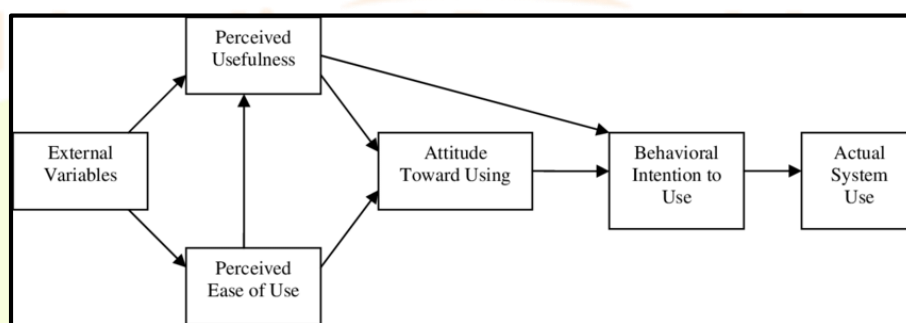 Perceived
Usefulness
External
Variables
Attitude
Toward Using
Behavioral
Intention to
Use
Actual
System
Use
Perceived
Ease of Use